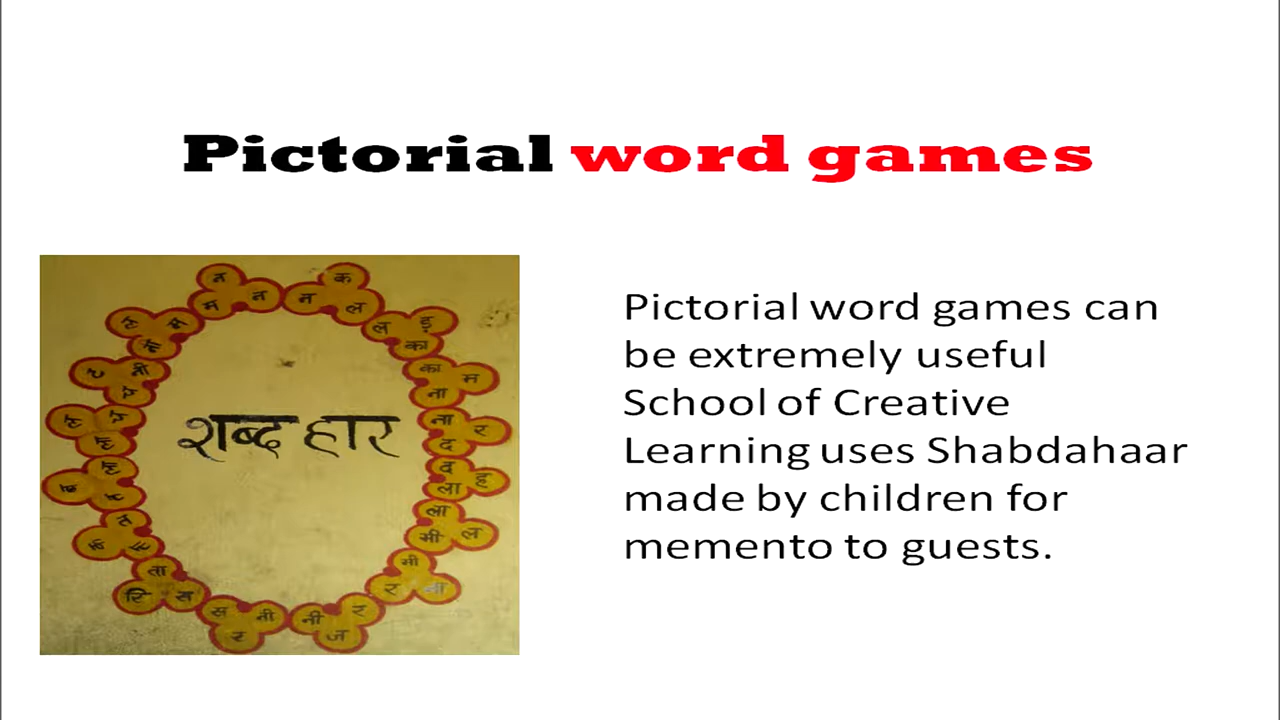 Pictorial word games
Pictorial word games can
be extremely useful
School of Creative
Learning uses Shabdahaar
made by children for
memento to guests.
शब्द हार
न
म
न
क
न
ल
ल
ड़
का
का
म
ना
ना
र
द
द
ह
ला
ला
ल
मी
र
र
नी
ज
स
नी
र
ता
रि
स